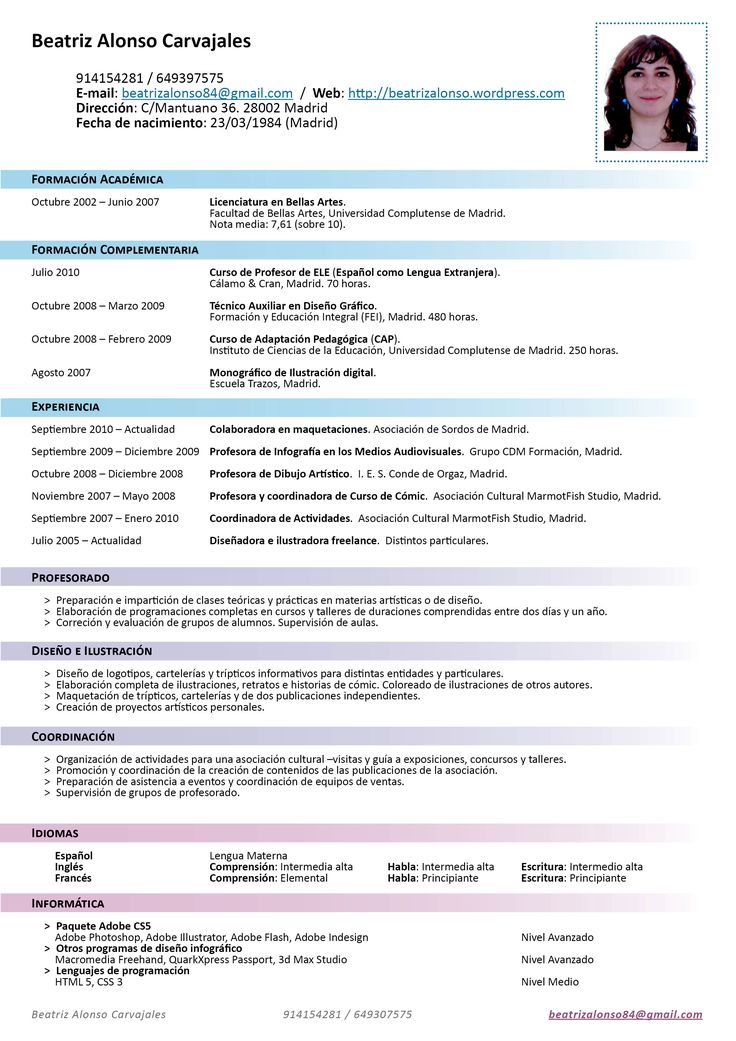 Beatriz Alonso Carvajales
914154281 / 649397575
E-mail: beatrizalonso84@gmail.com / Web: http://beatrizalonso.wordpress.com
Dirección: C/Mantuano 36. 28002 Madrid
Fecha de nacimiento: 23/03/1984 (Madrid)
Formación Académica
Octubre 2002 – Junio 2007 Licenciatura en Bellas Artes.
Facultad de Bellas Artes, Universidad Complutense de Madrid.
Nota media: 7,61 (sobre 10).
Formación Complementaria
Julio 2010 Curso de Profesor de ELE (Español como Lengua Extranjera).
Cálamo & Cran, Madrid. 70 horas.
Octubre 2008 – Marzo 2009 Técnico Auxiliar en Diseño Gráfico.
Formación y Educación Integral (FEI), Madrid. 480 horas.
Octubre 2008 – Febrero 2009 Curso de Adaptación Pedagógica (CAP).
Instituto de Ciencias de la Educación, Universidad Complutense de Madrid. 250 horas.
Agosto 2007 Monográfico de Ilustración digital.
Escuela Trazos, Madrid.
Experiencia
Septiembre 2010 – Actualidad Colaboradora en maquetaciones. Asociación de Sordos de Madrid.
Septiembre 2009 – Diciembre 2009 Profesora de Infografía en los Medios Audiovisuales. Grupo CDM Formación, Madrid.
Octubre 2008 – Diciembre 2008 Profesora de Dibujo Artístico. I. E. S. Conde de Orgaz, Madrid.
Noviembre 2007 – Mayo 2008 Profesora y coordinadora de Curso de Cómic. Asociación Cultural MarmotFish Studio, Madrid.
Septiembre 2007 – Enero 2010 Coordinadora de Actividades. Asociación Cultural MarmotFish Studio, Madrid.
Julio 2005 – Actualidad Diseñadora e ilustradora freelance. Distintos particulares.
Profesorado
> Preparación e impartición de clases teóricas y prácticas en materias artísticas o de diseño.
> Elaboración de programaciones completas en cursos y talleres de duraciones comprendidas entre dos días y un año.
> Correción y evaluación de grupos de alumnos. Supervisión de aulas.
Diseño e Ilustración
> Diseño de logotipos, cartelerías y trípticos informativos para distintas entidades y particulares.
> Elaboración completa de ilustraciones, retratos e historias de cómic. Coloreado de ilustraciones de otros autores.
> Maquetación de trípticos, cartelerías y de dos publicaciones independientes.
> Creación de proyectos artísticos personales.
Coordinación
> Organización de actividades para una asociación cultural –visitas y guía a exposiciones, concursos y talleres.
> Promoción y coordinación de la creación de contenidos de las publicaciones de la asociación.
> Preparación de asistencia a eventos y coordinación de equipos de ventas.
> Supervisión de grupos de profesorado.
Idiomas
Español Lengua Materna
Inglés Comprensión: Intermedia alta Habla: Intermedia alta Escritura: Intermedio alta
Francés Comprensión: Elemental Habla: Principiante Escritura: Principiante
Informática
> Paquete Adobe CS5
Adobe Photoshop, Adobe Illustrator, Adobe Flash, Adobe Indesign Nivel Avanzado
> Otros programas de diseño infográfico
Macromedia Freehand, QuarkXpress Passport, 3d Max Studio Nivel Avanzado
> Lenguajes de programación
HTML 5, CSS 3 Nivel Medio
Beatriz Alonso Carvajales 914154281 / 649307575 beatrizalonso84@gmail.com